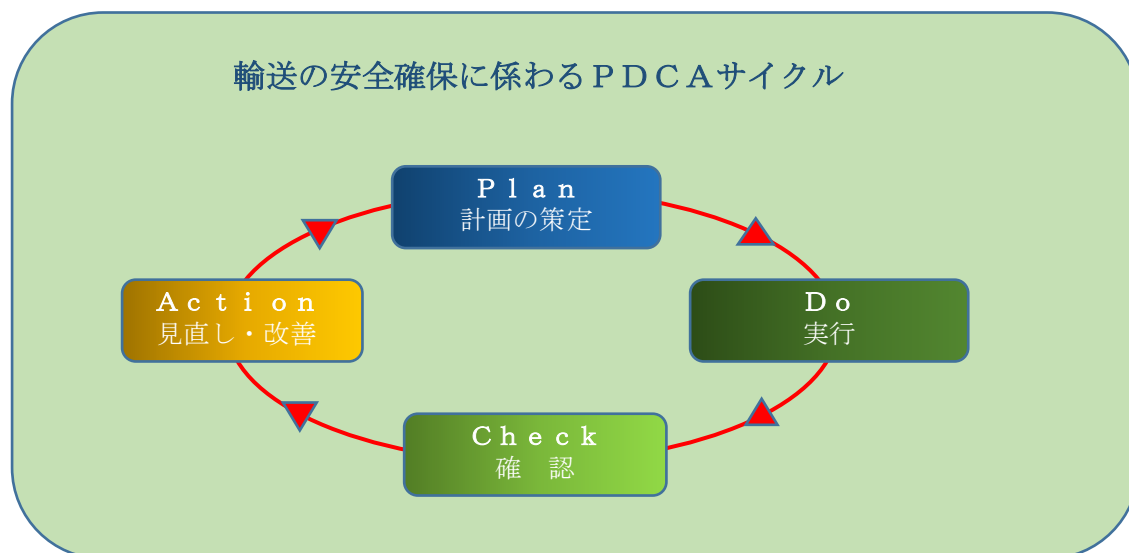 輸送の安全確保に係わるＰＤＣＡサイクル
Ｐｌａｎ
計画の策定
Ａｃｔｉｏｎ
見直し・改善
Ｄｏ
実行
Ｃｈｅｃｋ
確　認